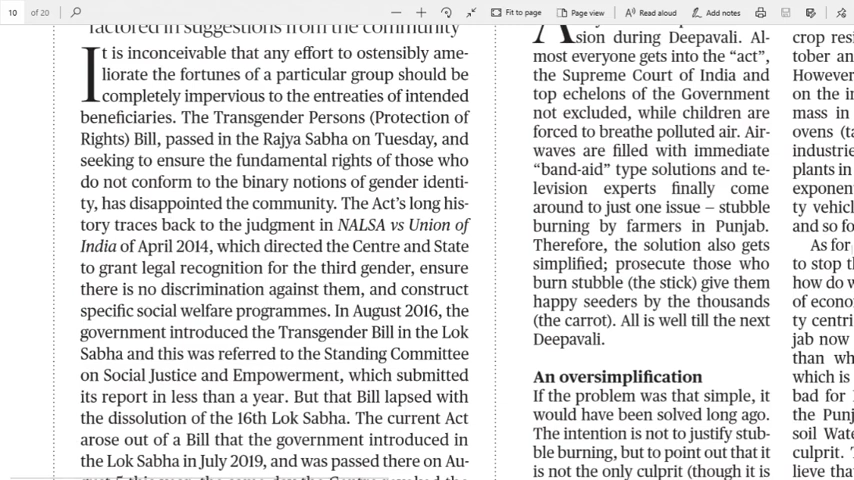 10 of 20
Fit to page
Page view
Read aloud
Add notes
factored in suggestions from the community
It is inconceivable that any effort to ostensibly ame-
liorate the fortunes of a particular group should be
completely impervious to the entreaties of intended
beneficiaries. The Transgender Persons (Protection of
Rights) Bill, passed in the Rajya Sabha on Tuesday, and
seeking to ensure the fundamental rights of those who
do not conform to the binary notions of gender identi-
ty, has disappointed the community. The Act's long his-
tory traces back to the judgment in NALSA vs Union of
India of April 2014, which directed the Centre and State
to grant legal recognition for the third gender, ensure
there is no discrimination against them, and construct
specific social welfare programmes. In August 2016, the
government introduced the Transgender Bill in the Lok
Sabha and this was referred to the Standing Committee
on Social Justice and Empowerment, which submitted
its report in less than a year. But that Bill lapsed with
the dissolution of the 16th Lok Sabha. The current Act
arose out of a Bill that the government introduced in
the Lok Sabha in July 2019, and was passed there on Au-
A
sion during Deepavali. Al-
most everyone gets into the "act",
the Supreme Court of India and
top echelons of the Government
not excluded, while children are
forced to breathe polluted air. Air-
waves are filled with immediate
"band-aid" type solutions and te-
levision experts finally come
around to just one issue – stubble
burning by farmers in Punjab.
Therefore, the solution also gets
simplified; prosecute those who
burn stubble (the stick) give them
happy seeders by the thousands
(the carrot). All is well till the next
Deepavali.
An oversimplification
If the problem was that simple, it
would have been solved long ago.
The intention is not to justify stub-
ble burning, but to point out that it
is not the only culprit (though it is
crop resi
tober an
However
on the i
mass in
ovens (ta
industrie
plants in
exponent
ty vehicl
and so fo
As for
to stop t
how do w
of econo
ty centri
jab now
than wh
which is
bad for
the Punj
soil Wate
culprit. T
lieve tha